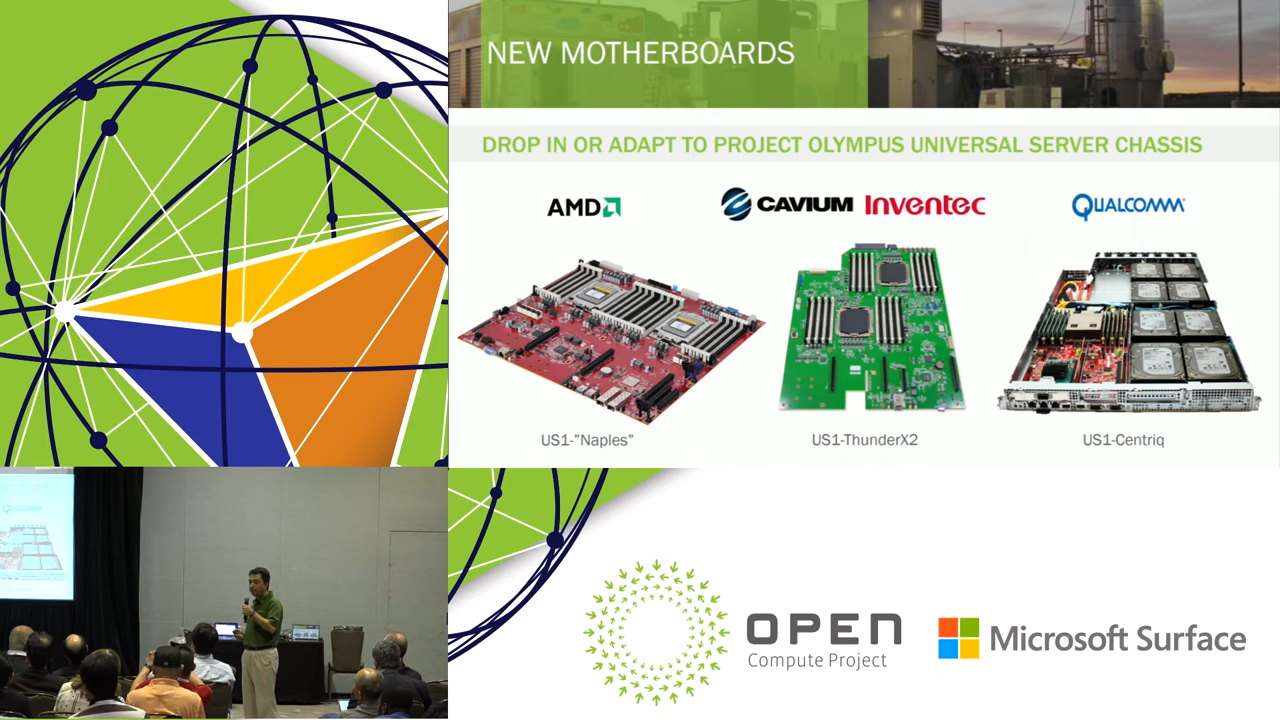 NEW MOTHERBOARDS
DROP IN OR ADAPT TO PROJECT OLYMPUS UNIVERSAL SERVER CHASSIS
AMD
CAVIUM Inventec
QUALCOMM
US1-”Naples”
US1-ThunderX2
US1-Centriq
QUALCOMM
OPEN
Compute Project
Microsoft Surface